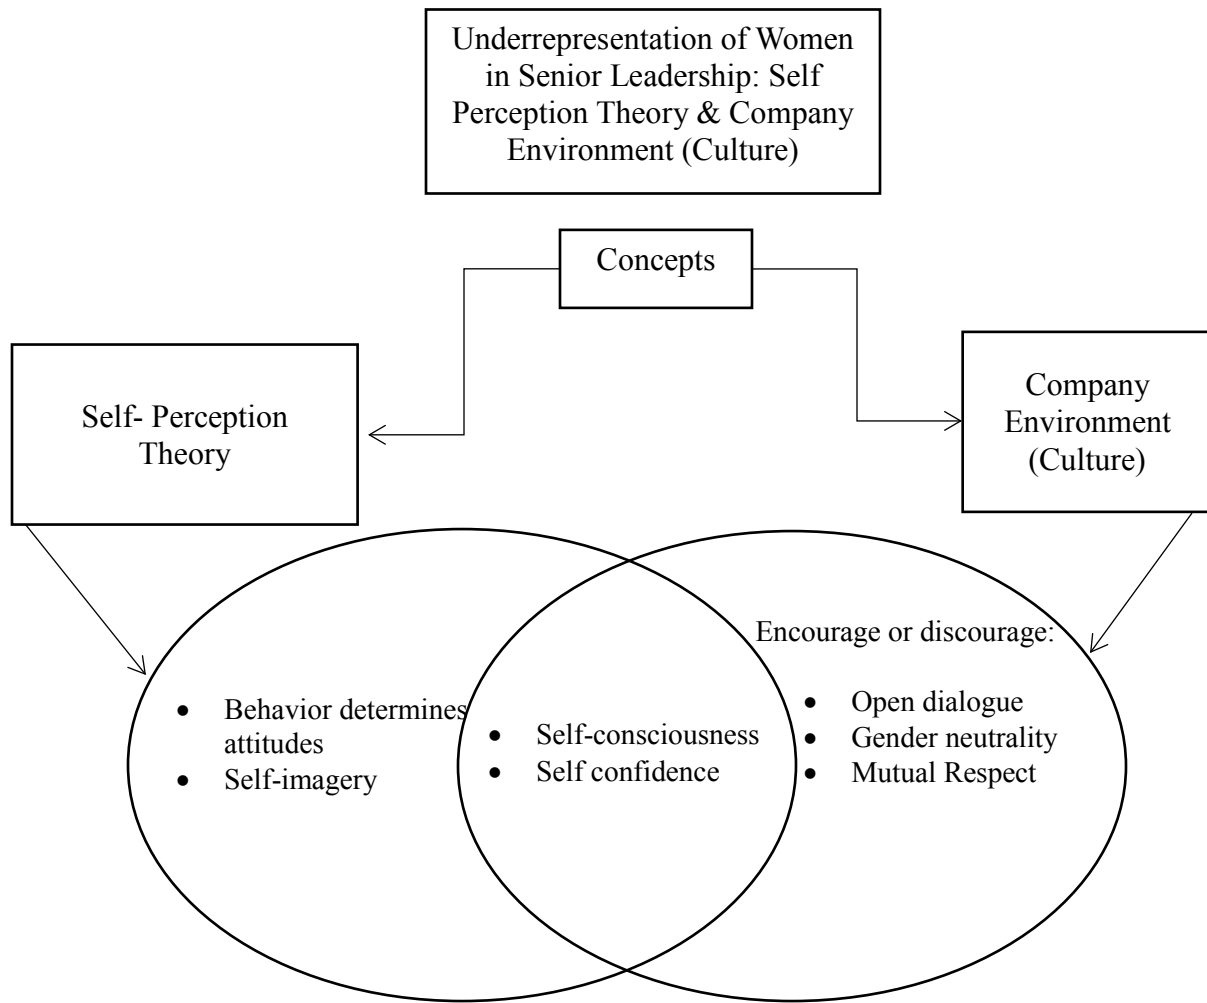 Underrepresentation of Women
in Senior Leadership: Self
Perception Theory & Company
Environment (Culture)
Concepts
Self- Perception
Theory
Company
Environment
(Culture)
• Behavior determines
attitudes
• Self-imagery
• Self-consciousness
• Self confidence
Encourage or discourage:
• Open dialogue
• Gender neutrality
• Mutual Respect